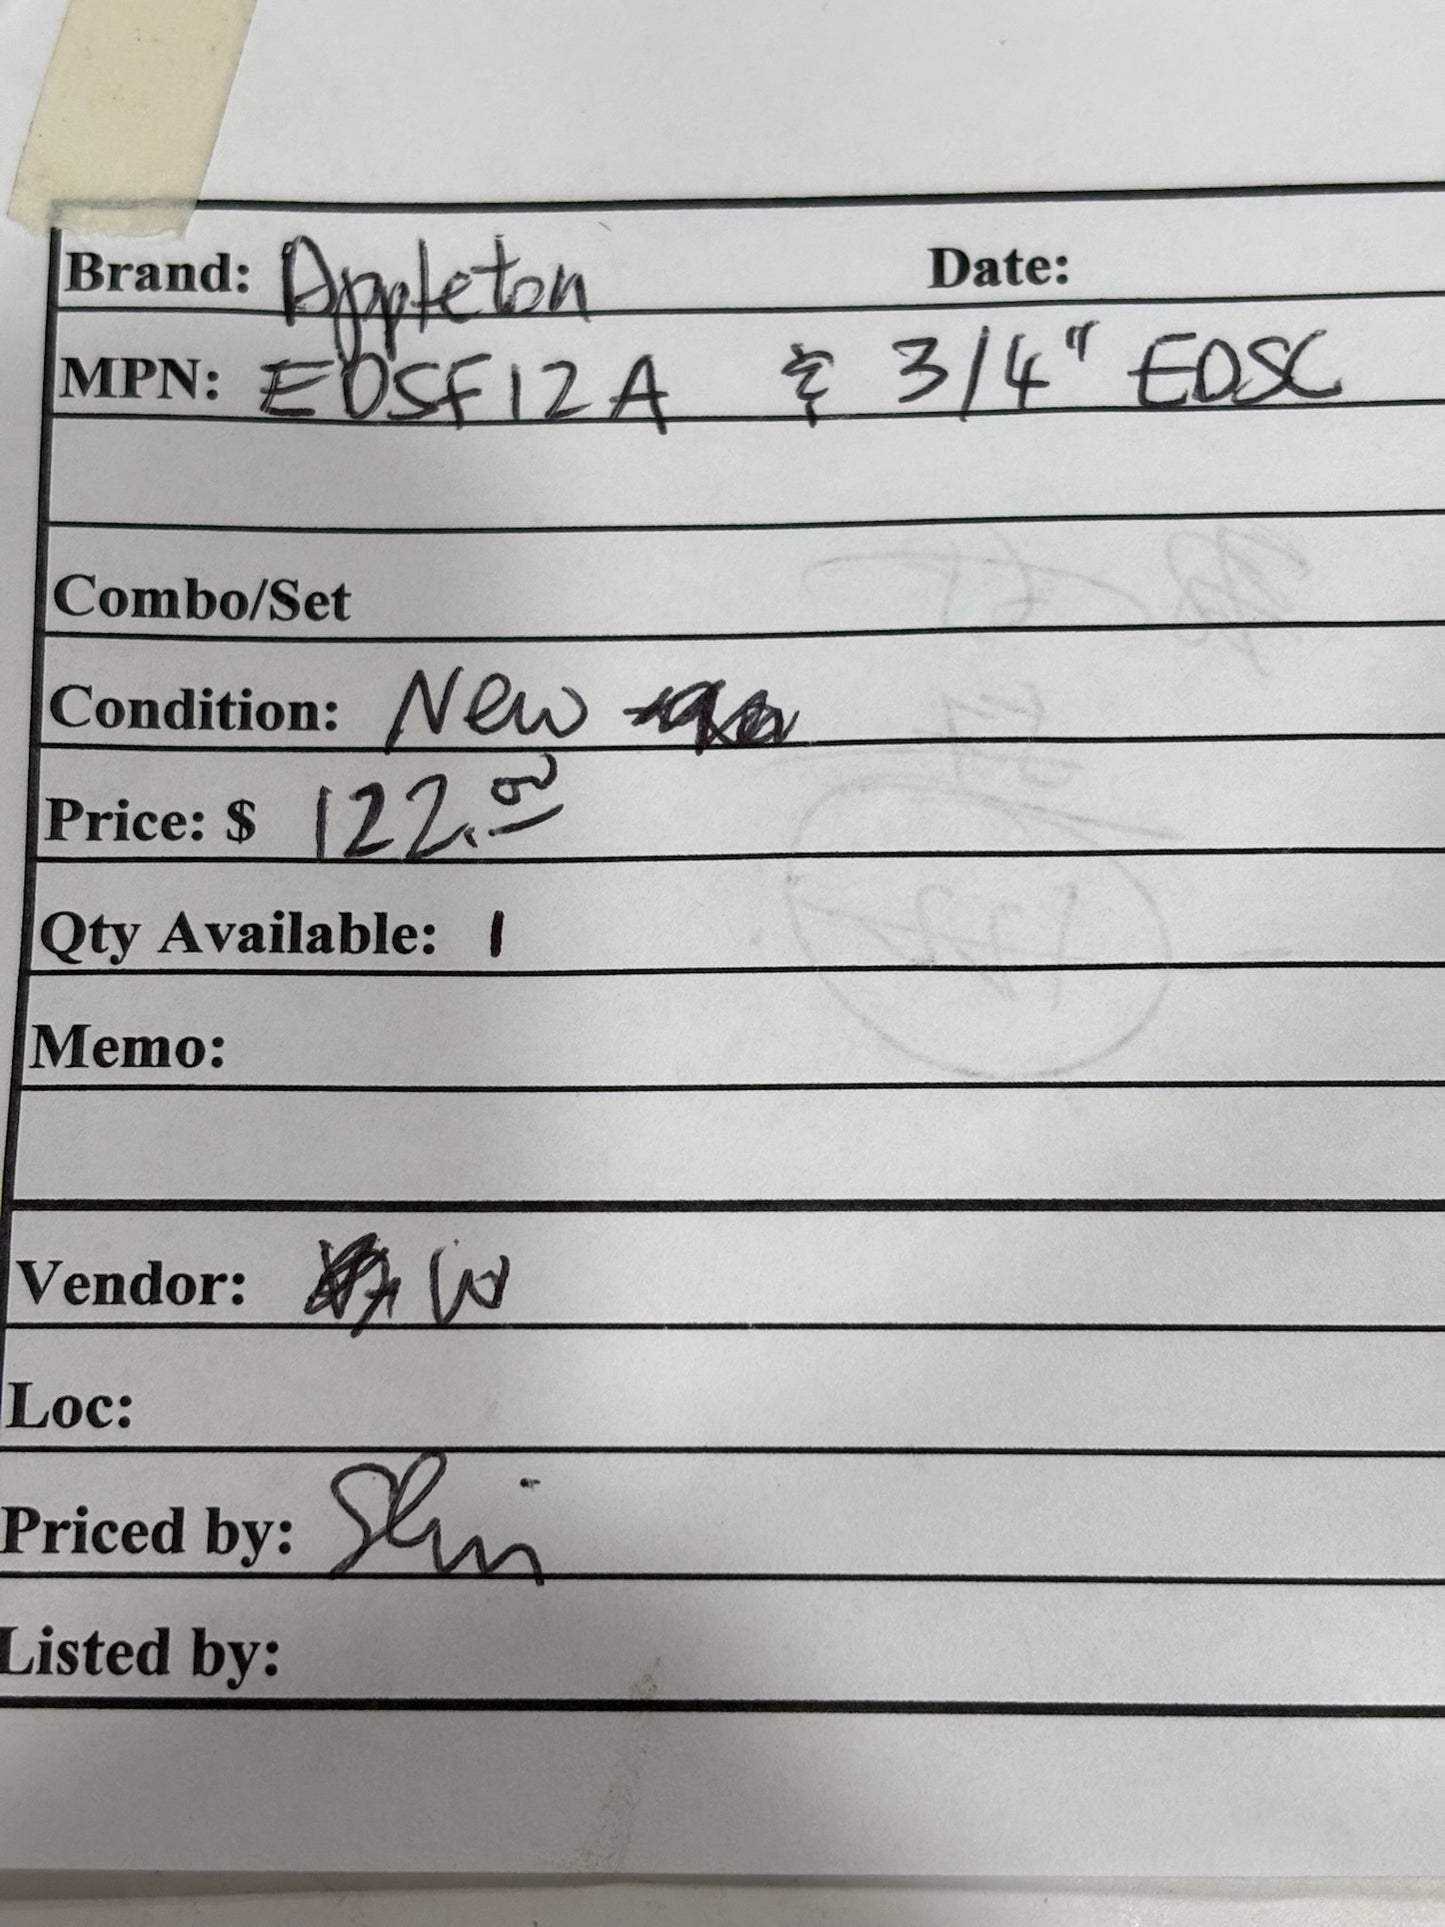 Brand: Appleton Date:
MPN: EDSF12A & 3/4" EDSC
Combo/Set
Condition: New
Price: $ 122.00
Qty Available: 1
Memo:
Vendor: W
Loc:
Priced by: Shin
Listed by: